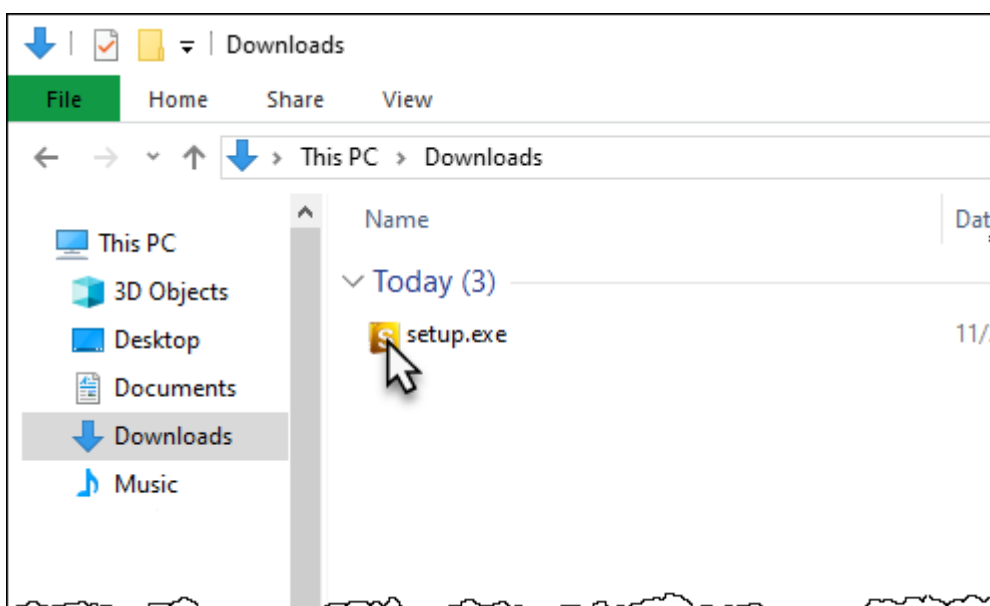 Downloads
File Home Share View
This PC > Downloads
Name
This PC
Today (3)
3D Objects
setup.exe
Desktop
Documents
Downloads
Music